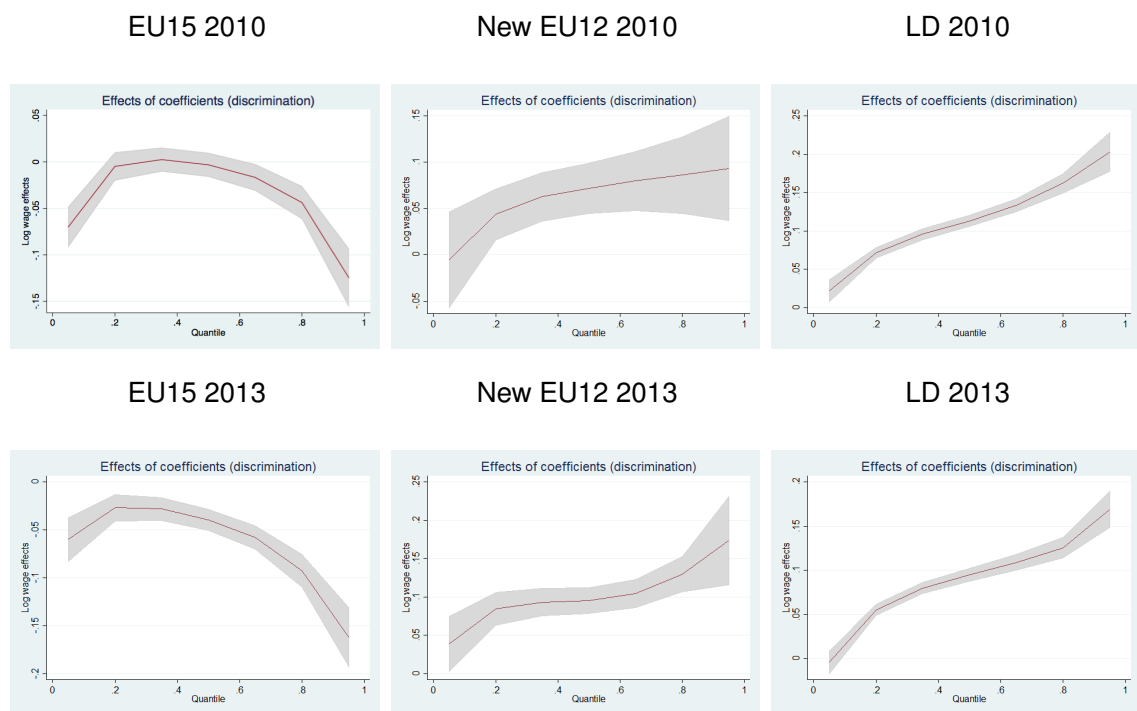 EU15 2010
New EU12 2010
LD 2010
Effects of coefficients (discrimination)
Log wage effects
.05
0
-.05
-.1
-.15
0 .2 .4 .6 .8 1
Quantile
Effects of coefficients (discrimination)
Log wage effects
.15
.1
.05
0
-.05
0 .2 .4 .6 .8 1
Quantile
Effects of coefficients (discrimination)
Log wage effects
.25
.2
.15
.1
.05
0
0 .2 .4 .6 .8 1
Quantile
EU15 2013
New EU12 2013
LD 2013
Effects of coefficients (discrimination)
Log wage effects
0
-.05
-.1
-.15
-.2
0 .2 .4 .6 .8 1
Quantile
Effects of coefficients (discrimination)
Log wage effects
.25
.2
.15
.1
.05
0
0 .2 .4 .6 .8 1
Quantile
Effects of coefficients (discrimination)
Log wage effects
.2
.15
.1
.05
0
0 .2 .4 .6 .8 1
Quantile